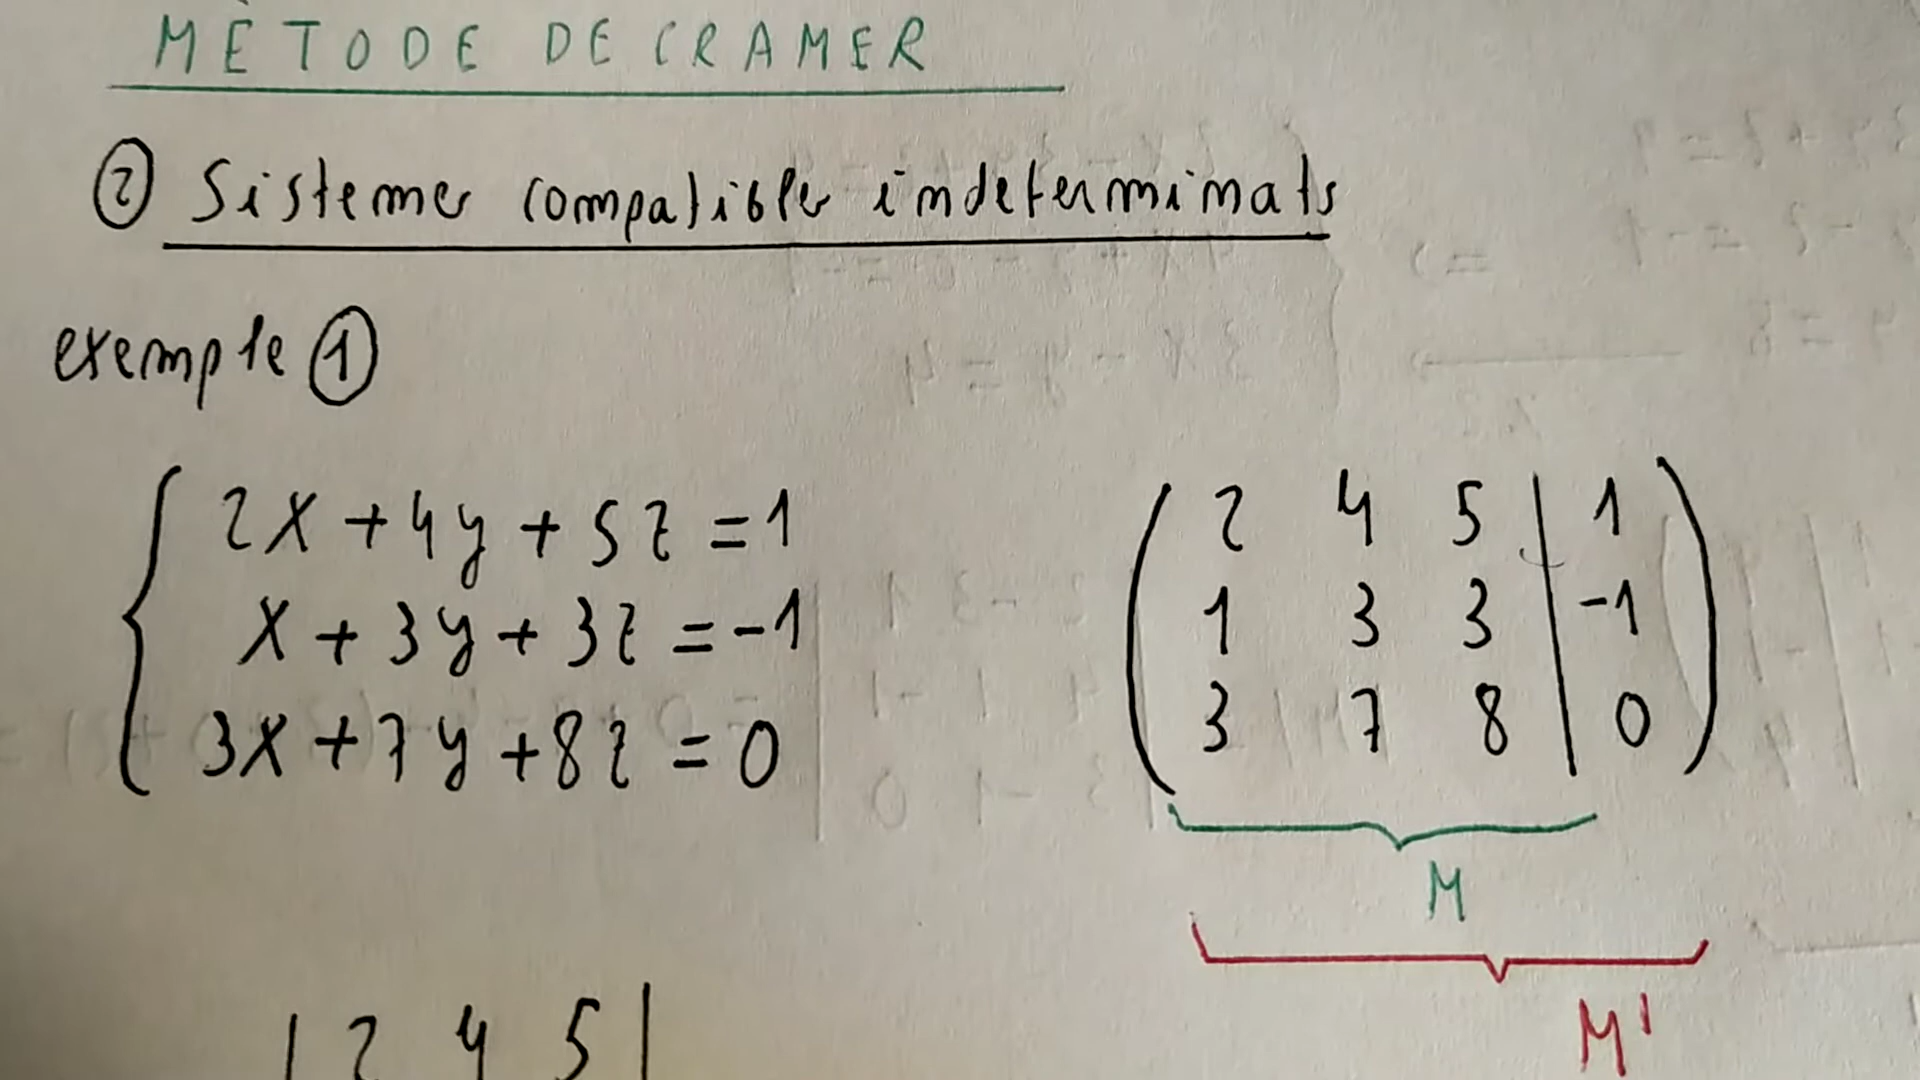 MÈTODE DE CRAMER
② Sistemes compatibles indeterminats
exemple ①
2x + 4y + 5z = 1
x + 3y + 3z = -1
3x + 7y + 8z = 0
2 4 5 | 1
1 3 3 | -1
3 7 8 | 0
M
M'
| 2 4 5 |